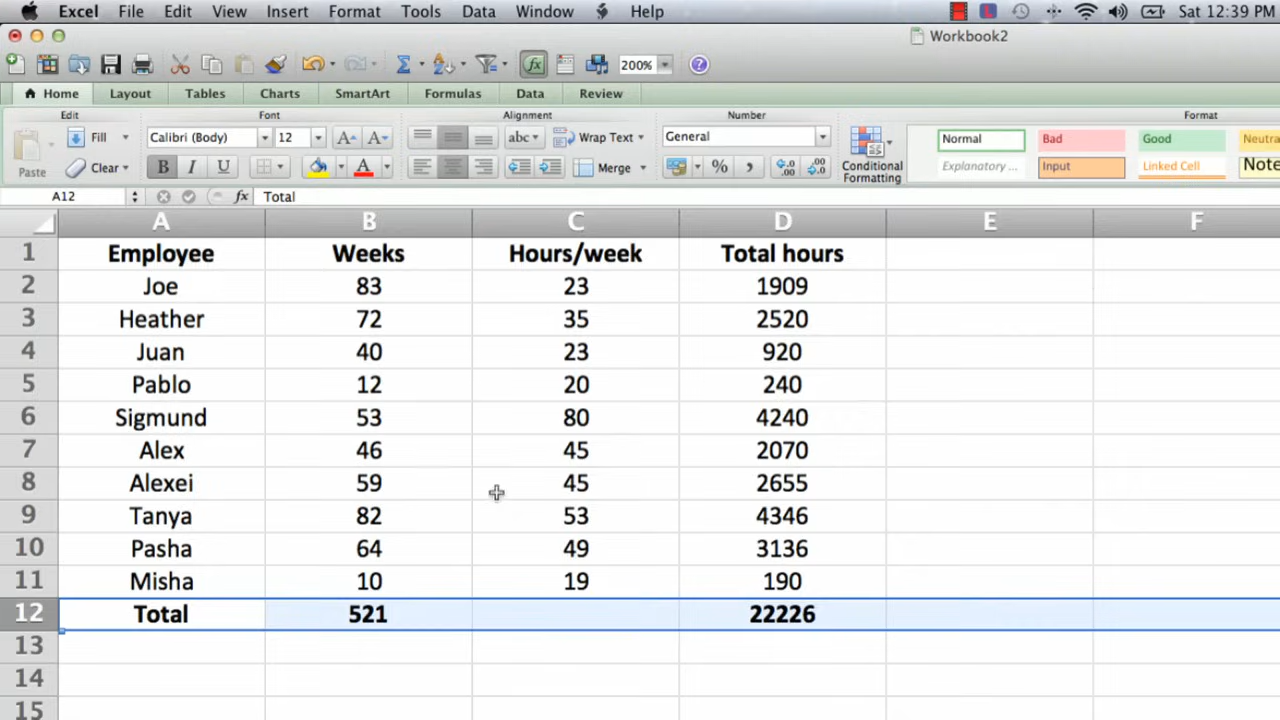 Excel File Edit View Insert Format Tools Data Window Help Sat 12:39 PM
Workbook2
200%
Home Layout Tables Charts SmartArt Formulas Data Review
Edit Font Alignment Number Format
Fill Calibri (Body) 12 abc Wrap Text General Normal Bad Good Neutra
Paste Clear B I U A Merge % , Conditional Formatting Explanatory ... Input Linked Cell Note
A12 fx Total
A B C D E F
1 Employee Weeks Hours/week Total hours
2 Joe 83 23 1909
3 Heather 72 35 2520
4 Juan 40 23 920
5 Pablo 12 20 240
6 Sigmund 53 80 4240
7 Alex 46 45 2070
8 Alexei 59 45 2655
9 Tanya 82 53 4346
10 Pasha 64 49 3136
11 Misha 10 19 190
12 Total 521 22226
13
14
15